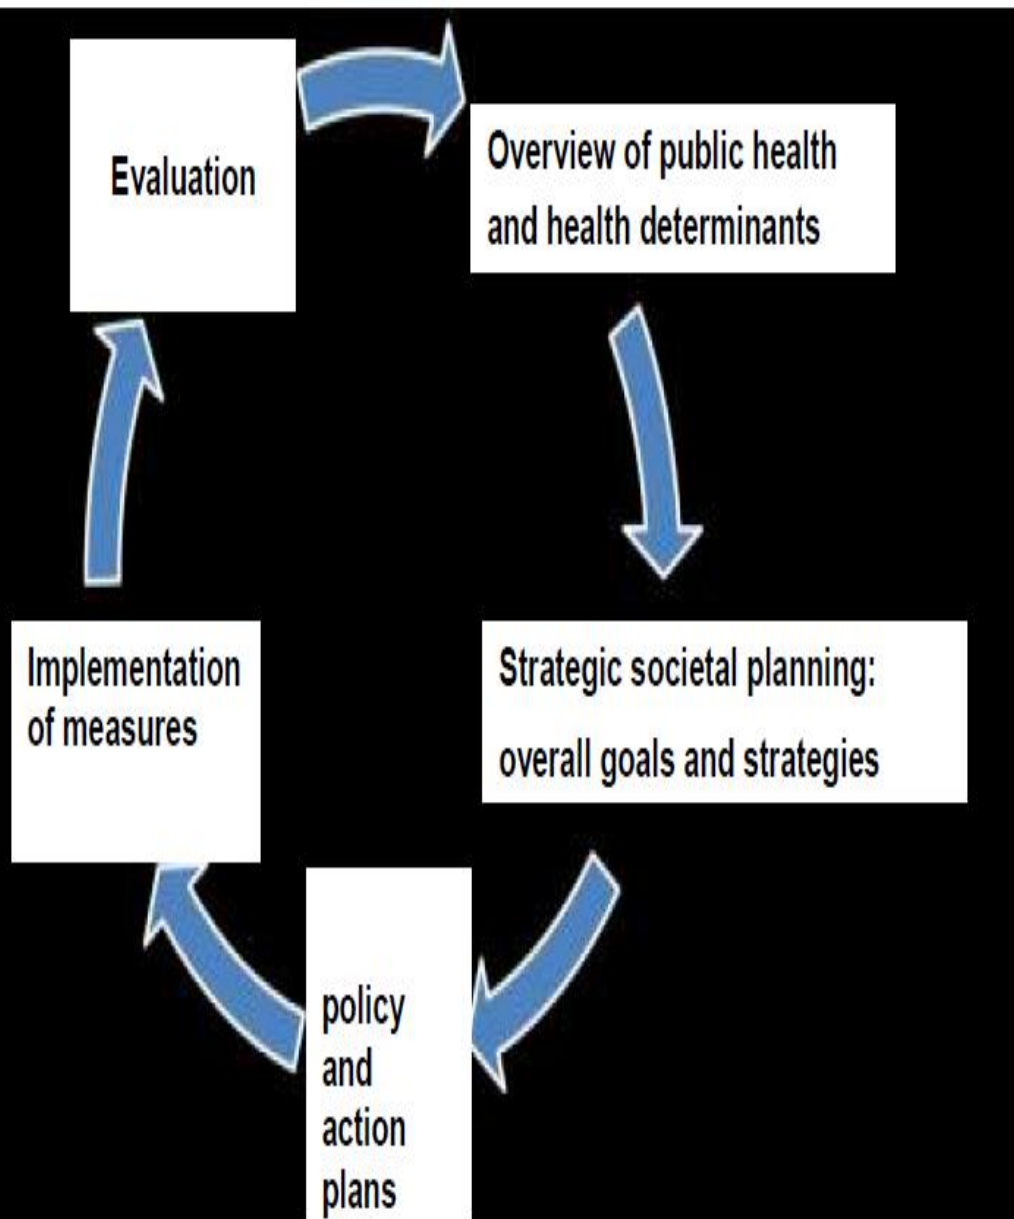 Evaluation
Overview of public health
and health determinants
Strategic societal planning:
overall goals and strategies
policy
and
action
plans
Implementation
of measures